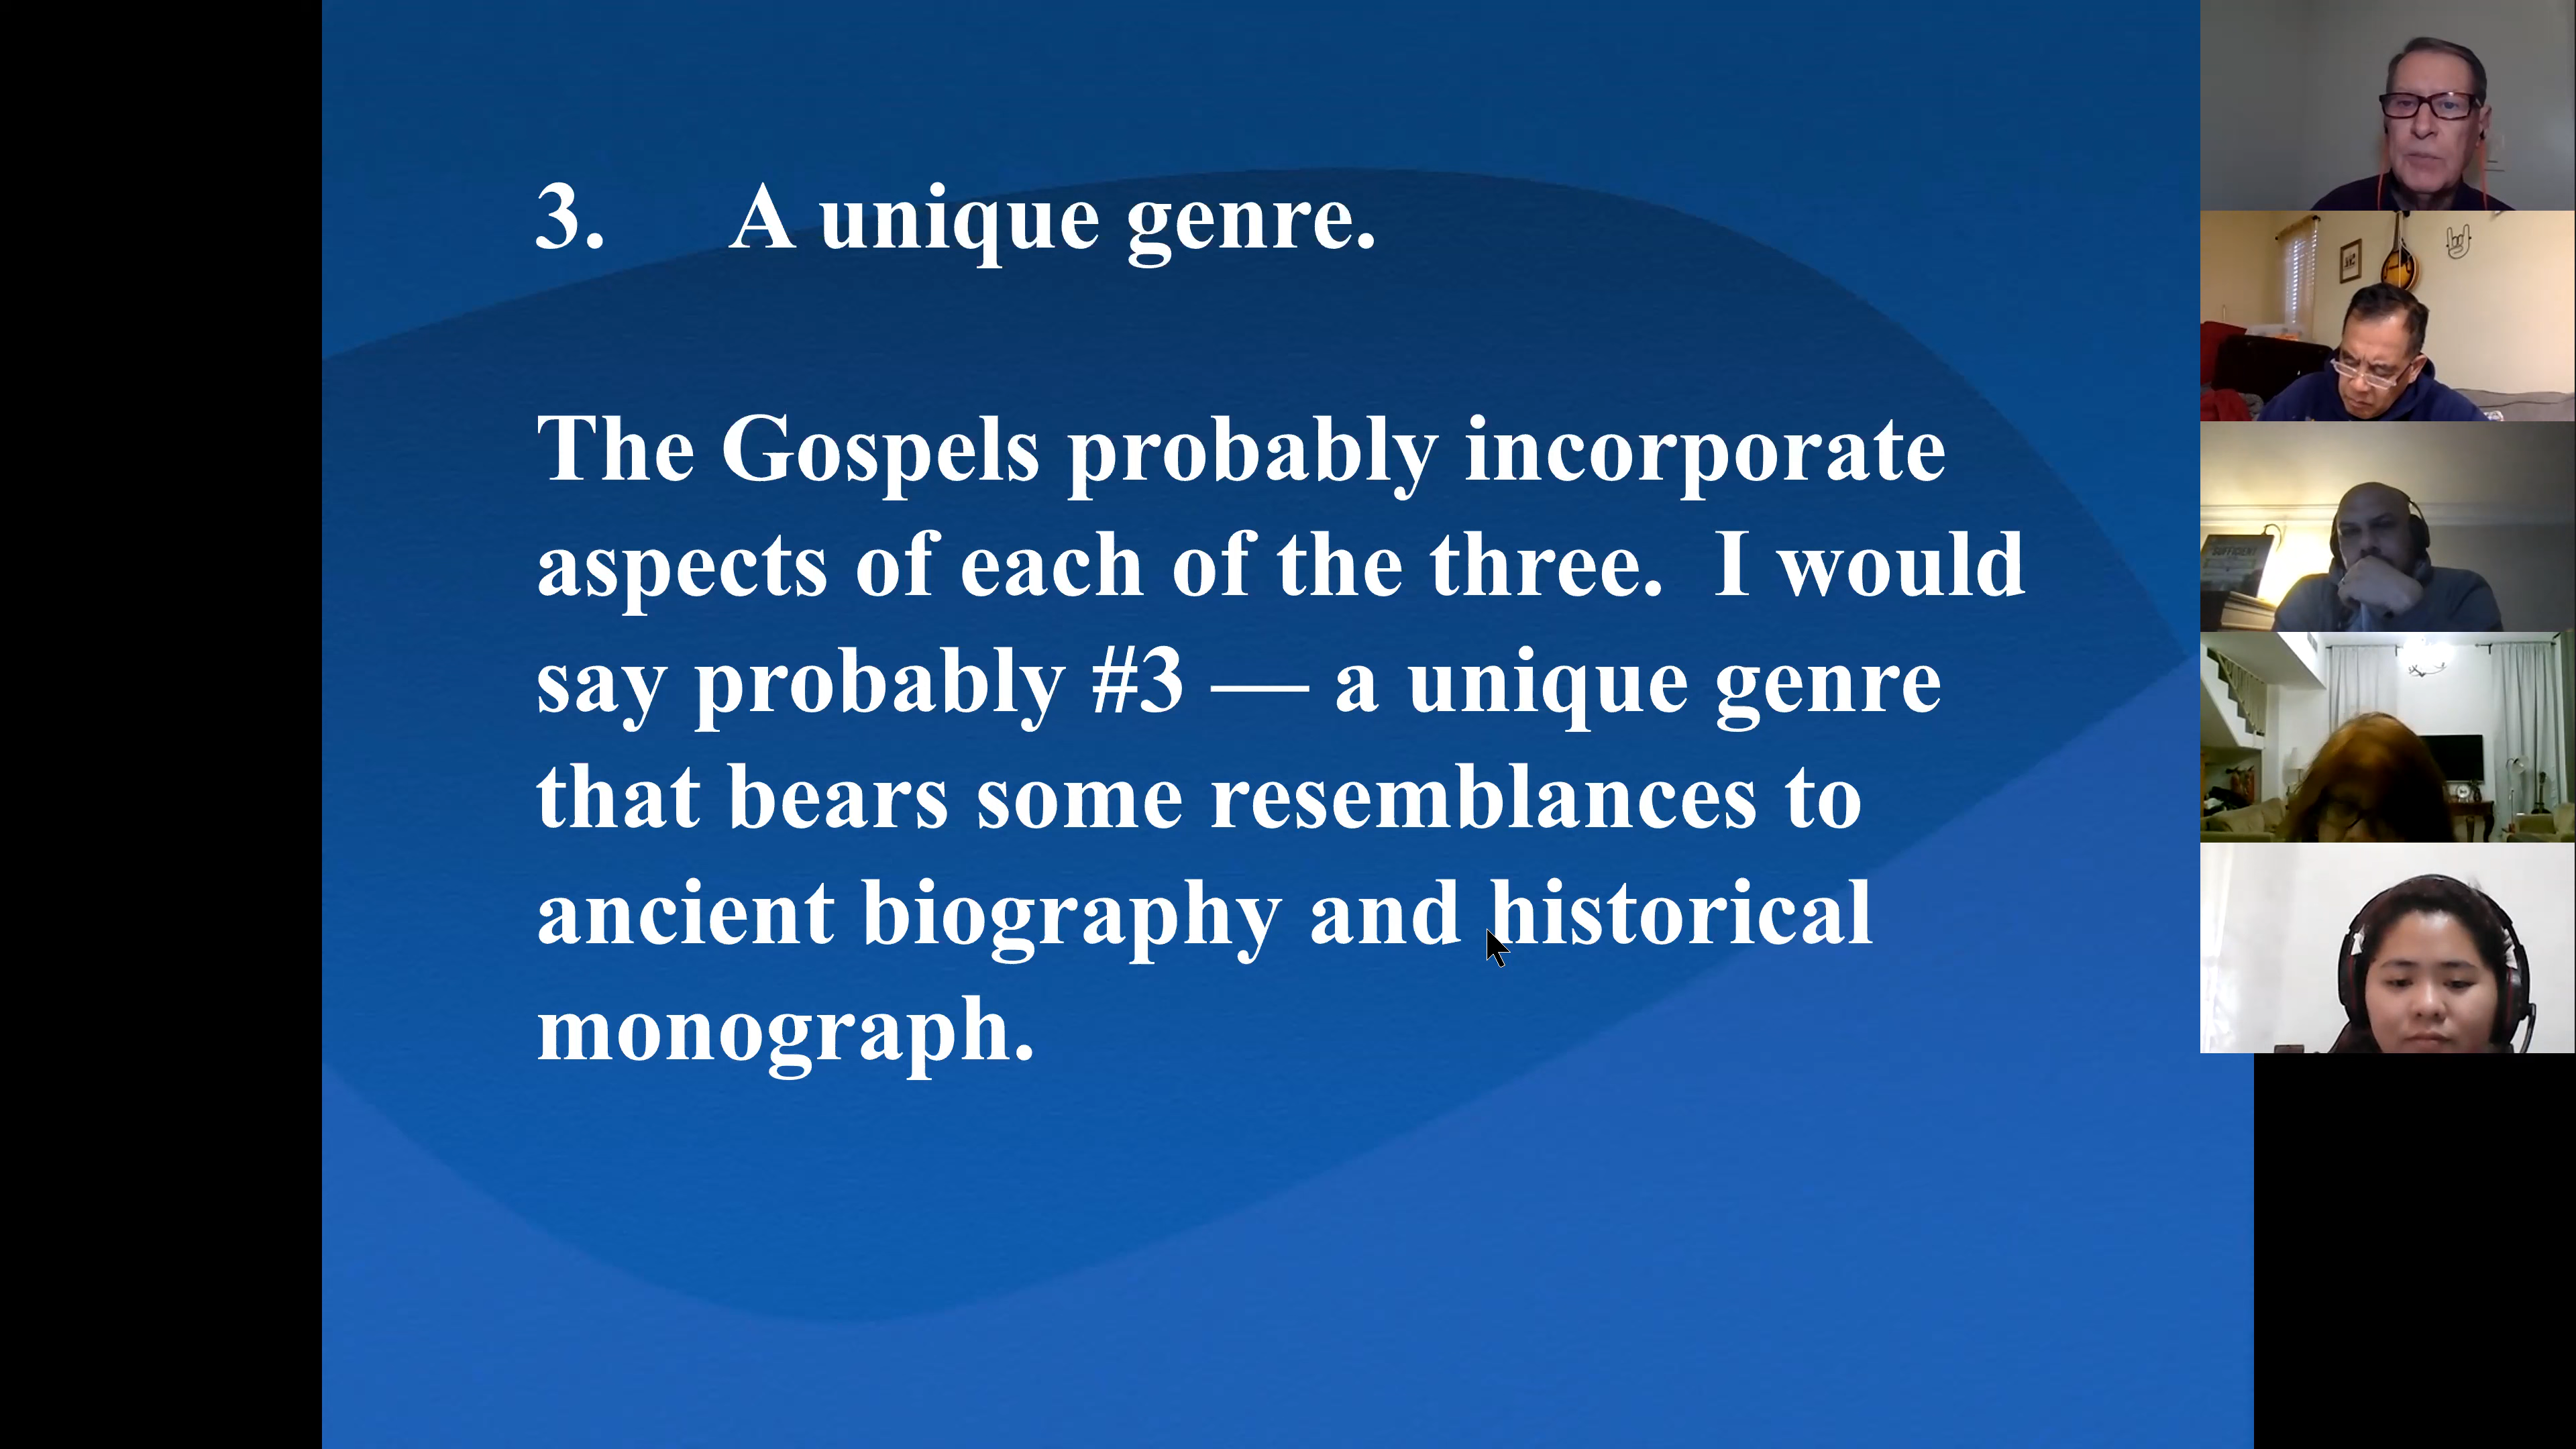 3. A unique genre.
The Gospels probably incorporate
aspects of each of the three. I would
say probably #3 — a unique genre
that bears some resemblances to
ancient biography and historical
monograph.
SUFFICIENT